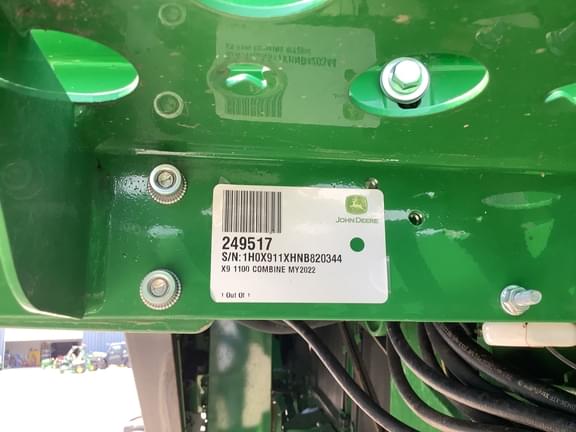 JOHN DEERE
249517
S/N:1H0X911XHNB820344
X9 1100 COMBINE MY2022
1 Out Of 1